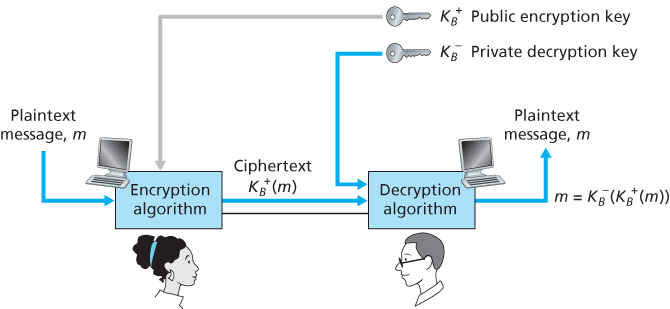 K_B^+ Public encryption key
K_B^- Private decryption key
Plaintext
message, m
Plaintext
message, m
Ciphertext
K_B^+(m)
Encryption
algorithm
Decryption
algorithm
m = K_B^-(K_B^+(m))